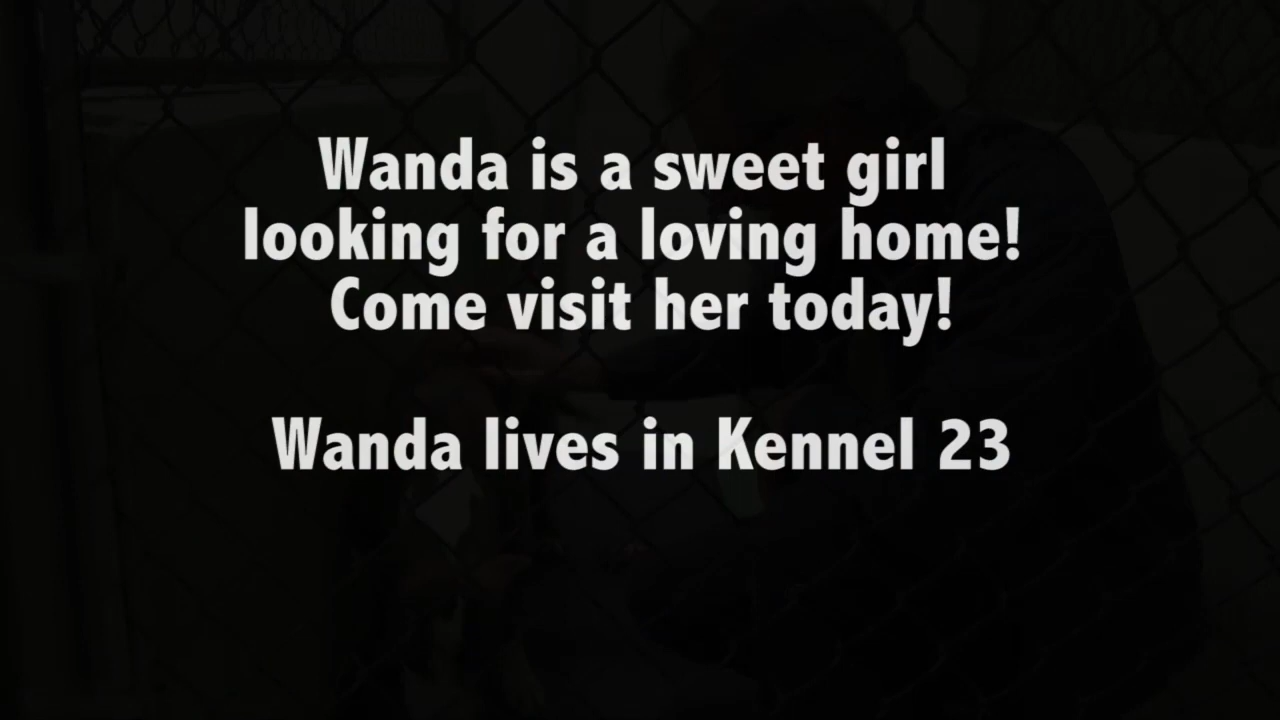 Wanda is a sweet girl
looking for a loving home!
Come visit her today!
Wanda lives in Kennel 23